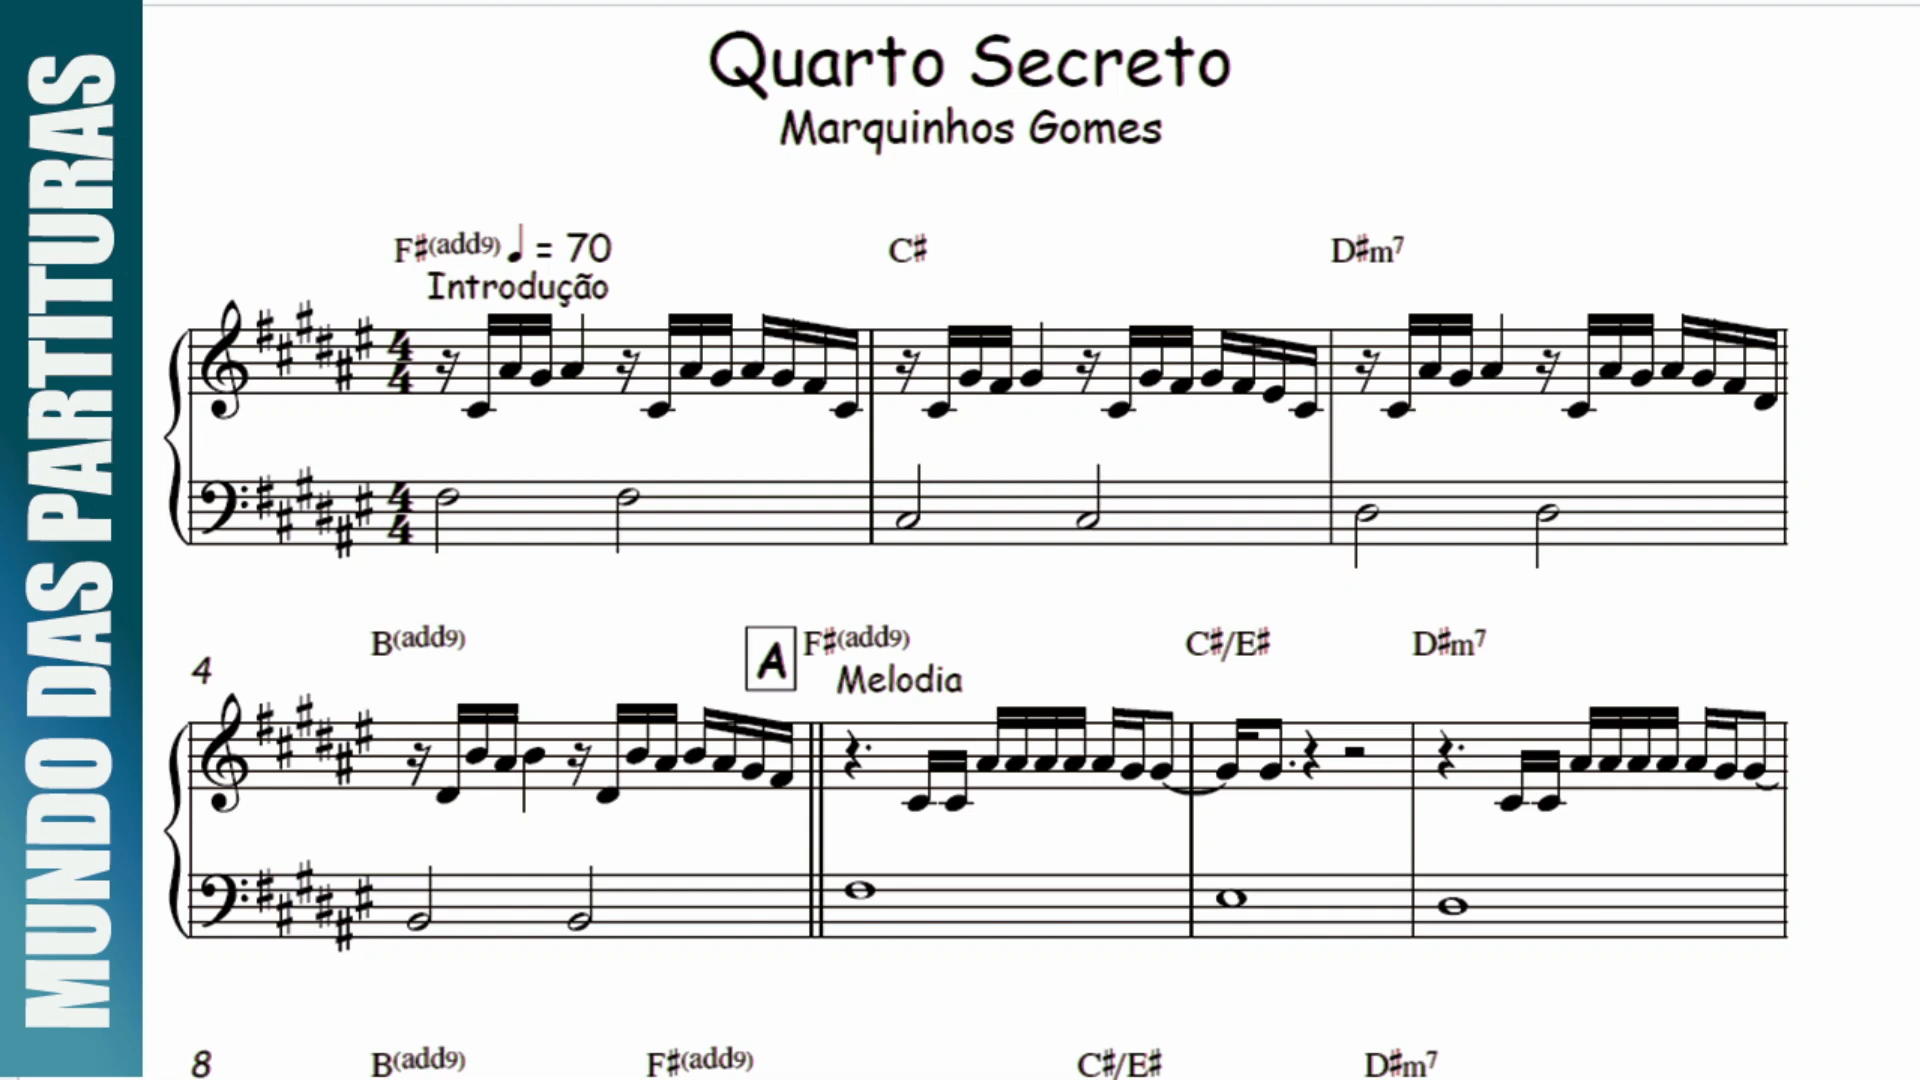 MUNDO DAS PARTITURAS
Quarto Secreto
Marquinhos Gomes
F♯(add9) ♩ = 70 C♯ D♯m7
Introdução
4 B(add9) A F♯(add9) C♯/E♯ D♯m7
Melodia
8 B(add9) F♯(add9) C♯/E♯ D♯m7